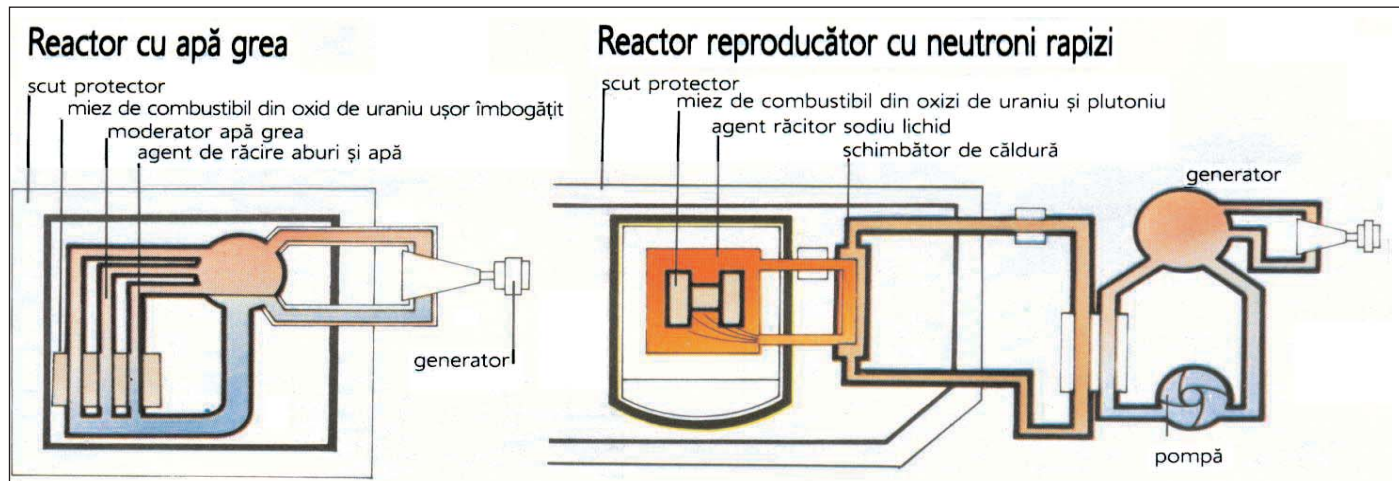 Reactor cu apă grea
scut protector
miez de combustibil din oxid de uraniu ușor îmbogățit
moderator apă grea
agent de răcire aburi și apă
generator
Reactor reproducător cu neutroni rapizi
scut protector
miez de combustibil din oxizi de uraniu și plutoniu
agent răcitor sodiu lichid
schimbător de căldură
generator
pompă